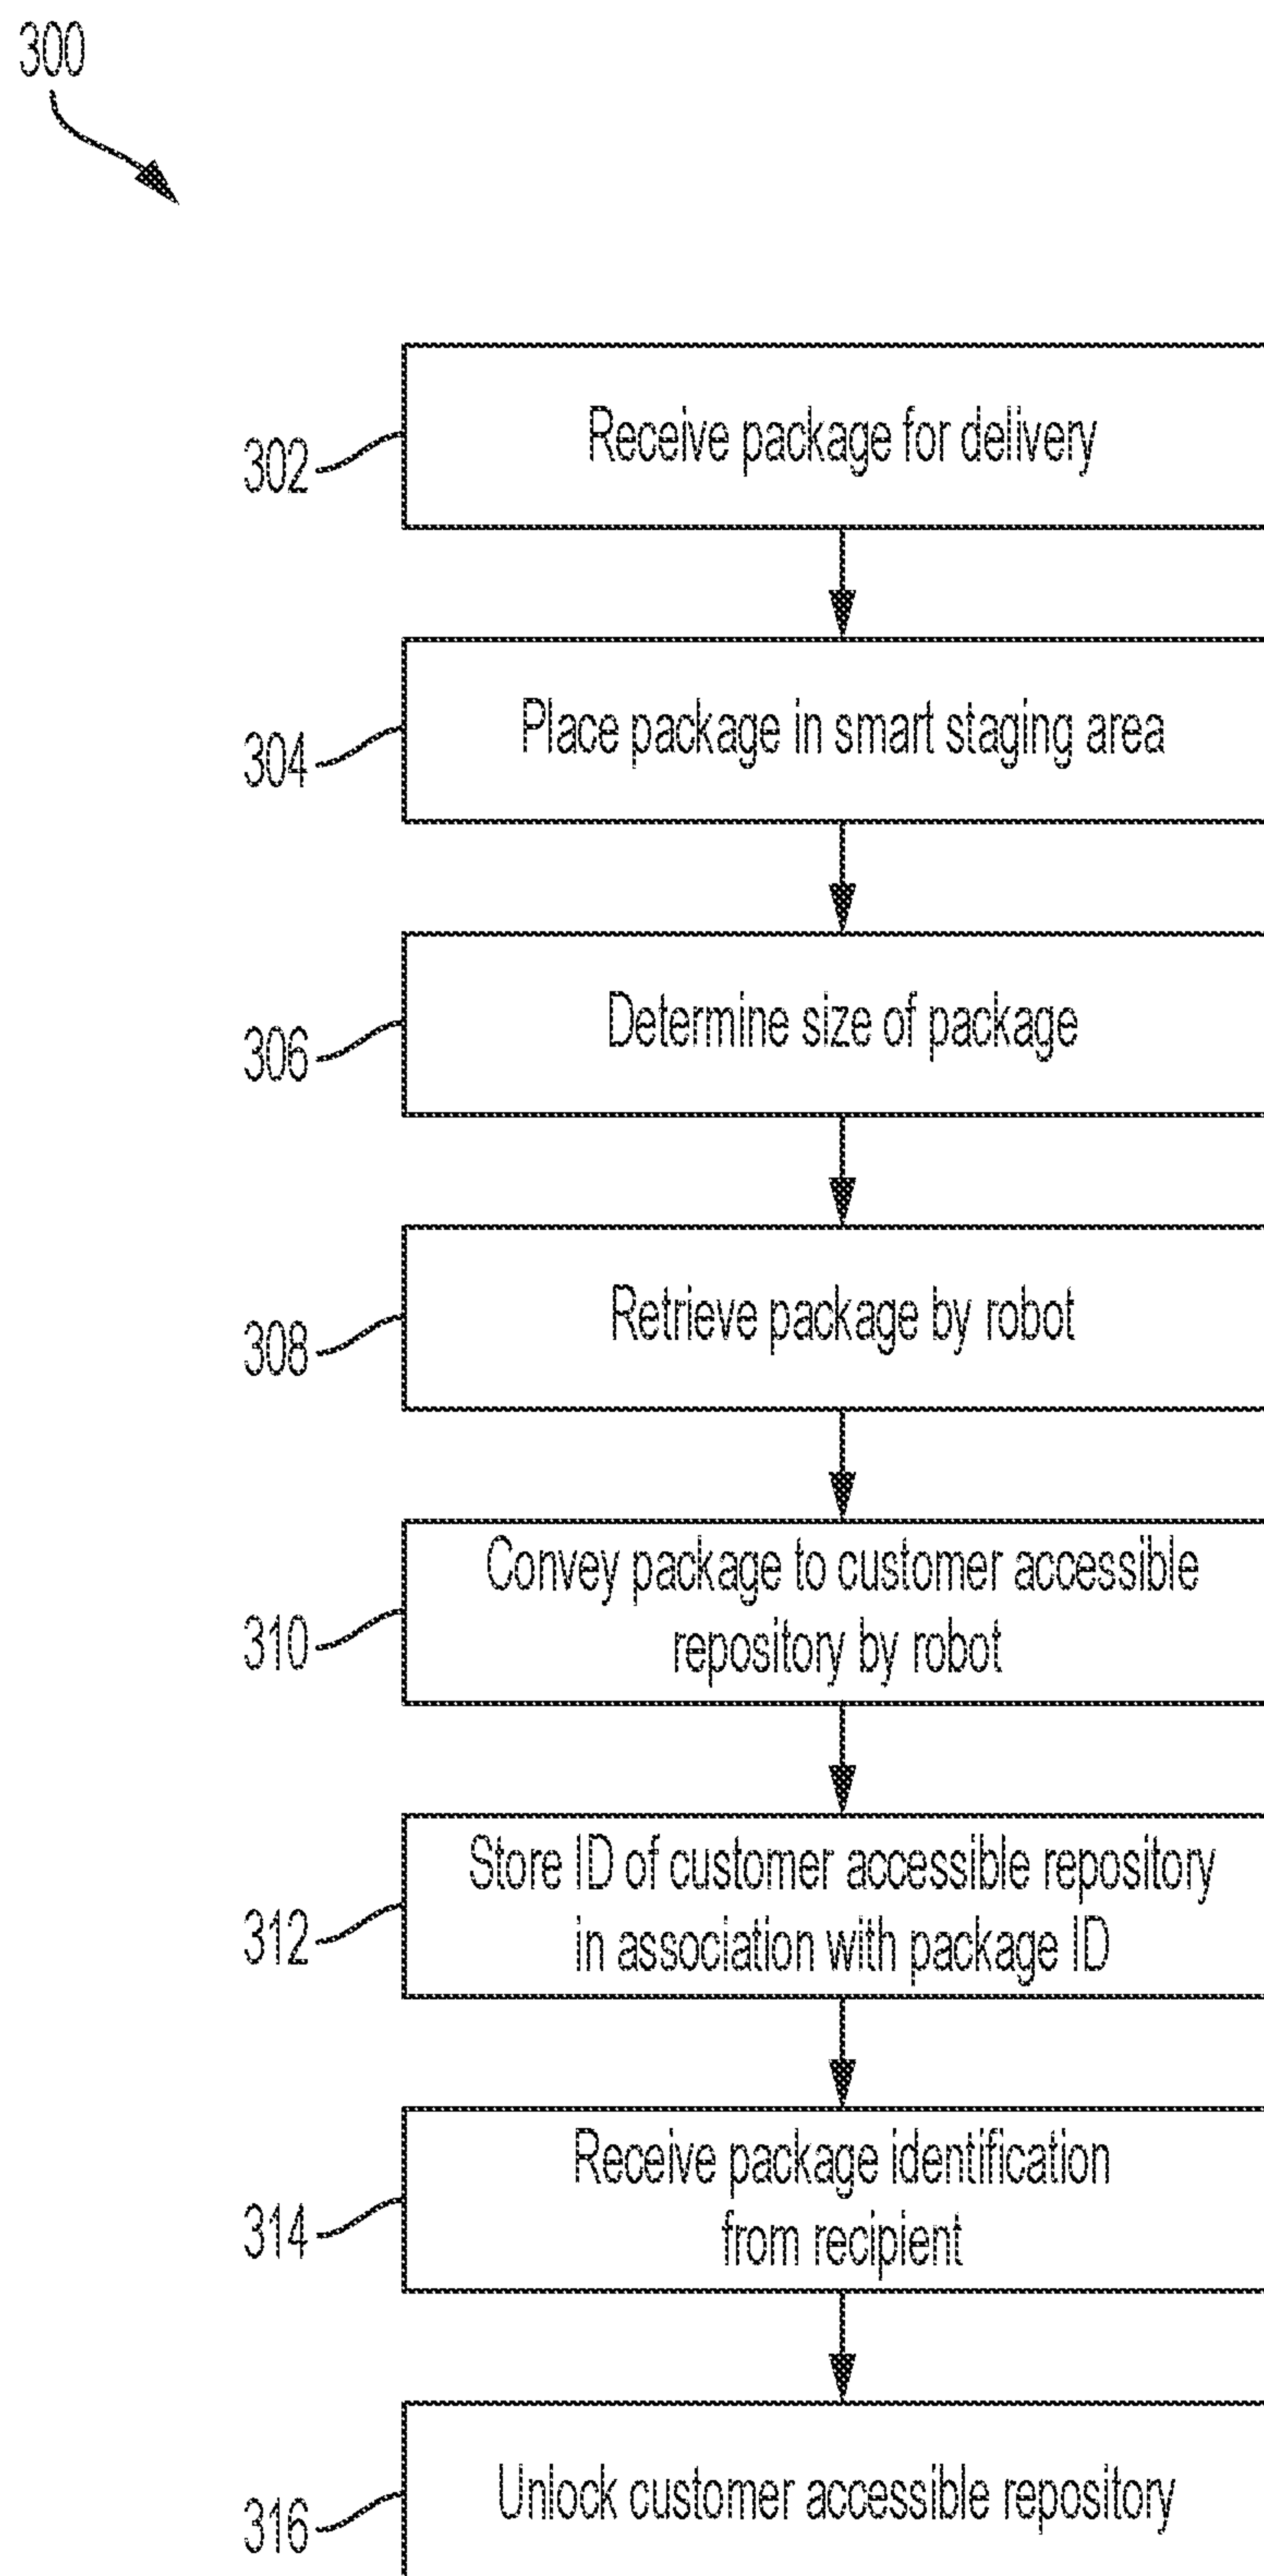 300
302
Receive package for delivery
304
Place package in smart staging area
306
Determine size of package
308
Retrieve package by robot
310
Convey package to customer accessible
repository by robot
312
Store ID of customer accessible repository
in association with package ID
314
Receive package identification
from recipient
316
Unlock customer accessible repository